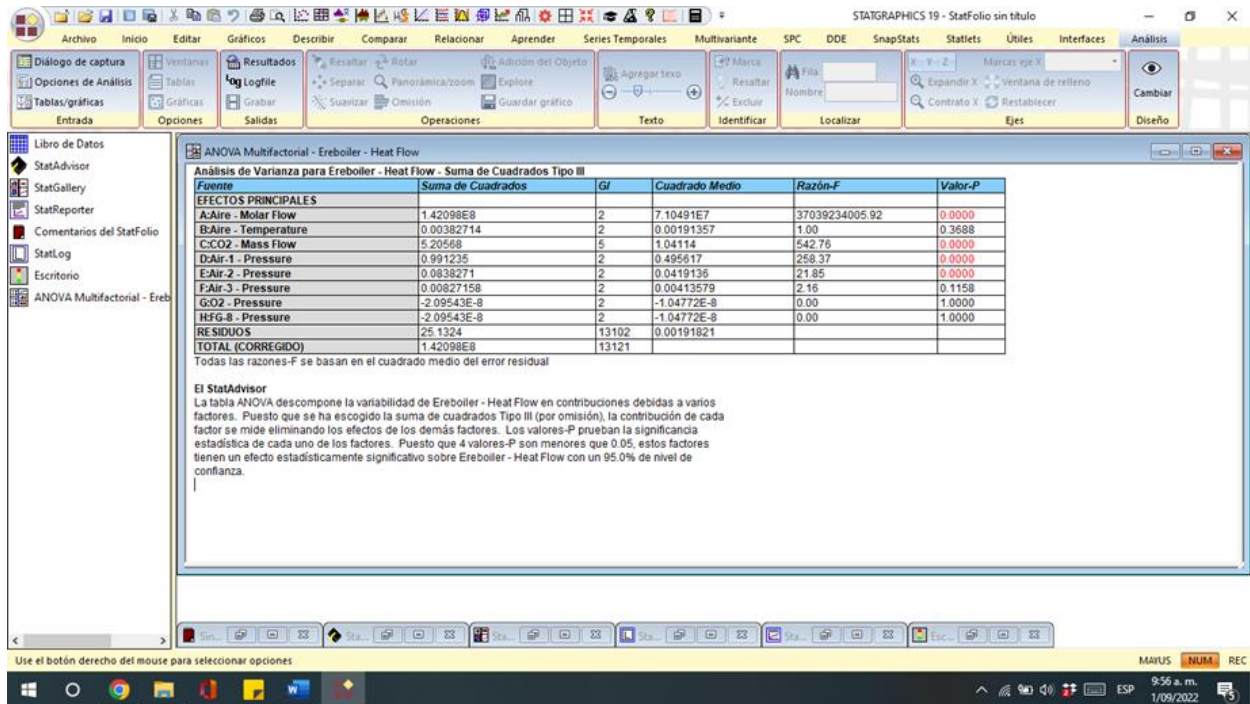 STATGRAPHICS 19 - StatFolio sin título
Archivo Inicio Editar Gráficos Describir Comparar Relacionar Aprender Series Temporales Multivariante SPC DDE SnapStats Statlets Útiles Interfaces Análisis
Diálogo de captura
Opciones de Análisis
Tablas/gráficas
Entrada
Ventanas
Tablas
Gráficas
Opciones
Resultados
Logfile
Grabar
Salidas
Resaltar Rotar Adición del Objeto
Separar Panorámica/zoom Explore
Suavizar Omisión Guardar gráfico
Operaciones
Agregar texo
Texto
Marca
Resaltar
Excluir
Identificar
Fila
Nombre
Localizar
X Y Z Marcas eje X
Expandir X Ventana de relleno
Contrato X Restablecer
Ejes
Cambiar
Diseño
Libro de Datos
StatAdvisor
StatGallery
StatReporter
Comentarios del StatFolio
StatLog
Escritorio
ANOVA Multifactorial - Ereb
ANOVA Multifactorial - Ereboiler - Heat Flow
Análisis de Varianza para Ereboiler - Heat Flow - Suma de Cuadrados Tipo III
Fuente Suma de Cuadrados Gl Cuadrado Medio Razón-F Valor-P
EFECTOS PRINCIPALES
A:Aire - Molar Flow 1.42098E8 2 7.10491E7 37039234005.92 0.0000
B:Aire - Temperature 0.00382714 2 0.00191357 1.00 0.3688
C:CO2 - Mass Flow 5.20568 5 1.04114 542.76 0.0000
D:Air-1 - Pressure 0.991235 2 0.495617 258.37 0.0000
E:Air-2 - Pressure 0.0838271 2 0.0419136 21.85 0.0000
F:Air-3 - Pressure 0.00827158 2 0.00413579 2.16 0.1158
G:O2 - Pressure -2.09543E-8 2 -1.04772E-8 0.00 1.0000
H:FG-8 - Pressure -2.09543E-8 2 -1.04772E-8 0.00 1.0000
RESIDUOS 25.1324 13102 0.00191821
TOTAL (CORREGIDO) 1.42098E8 13121
Todas las razones-F se basan en el cuadrado medio del error residual
El StatAdvisor
La tabla ANOVA descompone la variabilidad de Ereboiler - Heat Flow en contribuciones debidas a varios
factores. Puesto que se ha escogido la suma de cuadrados Tipo III (por omisión), la contribución de cada
factor se mide eliminando los efectos de los demás factores. Los valores-P prueban la significancia
estadística de cada uno de los factores. Puesto que 4 valores-P son menores que 0.05, estos factores
tienen un efecto estadísticamente significativo sobre Ereboiler - Heat Flow con un 95.0% de nivel de
confianza.
Sin... Sta... Sta... Sta... Sta... Esc...
Use el botón derecho del mouse para seleccionar opciones
MAYUS NUM REC
ESP
9:56 a. m.
1/09/2022